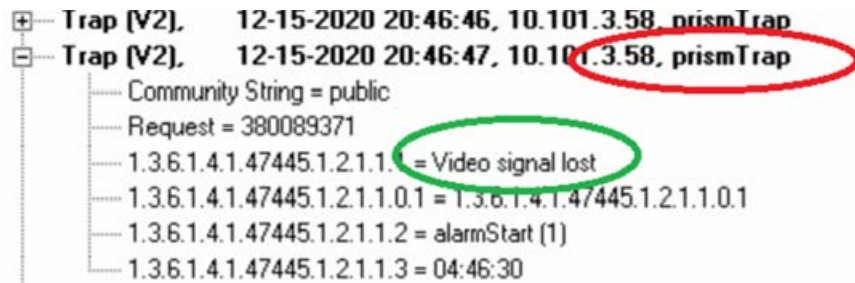 Trap (V2), 12-15-2020 20:46:46, 10.101.3.58, prismTrap
Trap (V2), 12-15-2020 20:46:47, 10.101.3.58, prismTrap
Community String = public
Request = 380089371
1.3.6.1.4.1.47445.1.2.1.1.1 = Video signal lost
1.3.6.1.4.1.47445.1.2.1.1.0.1 = 1.3.6.1.4.1.47445.1.2.1.1.0.1
1.3.6.1.4.1.47445.1.2.1.1.2 = alarmStart (1)
1.3.6.1.4.1.47445.1.2.1.1.3 = 04:46:30